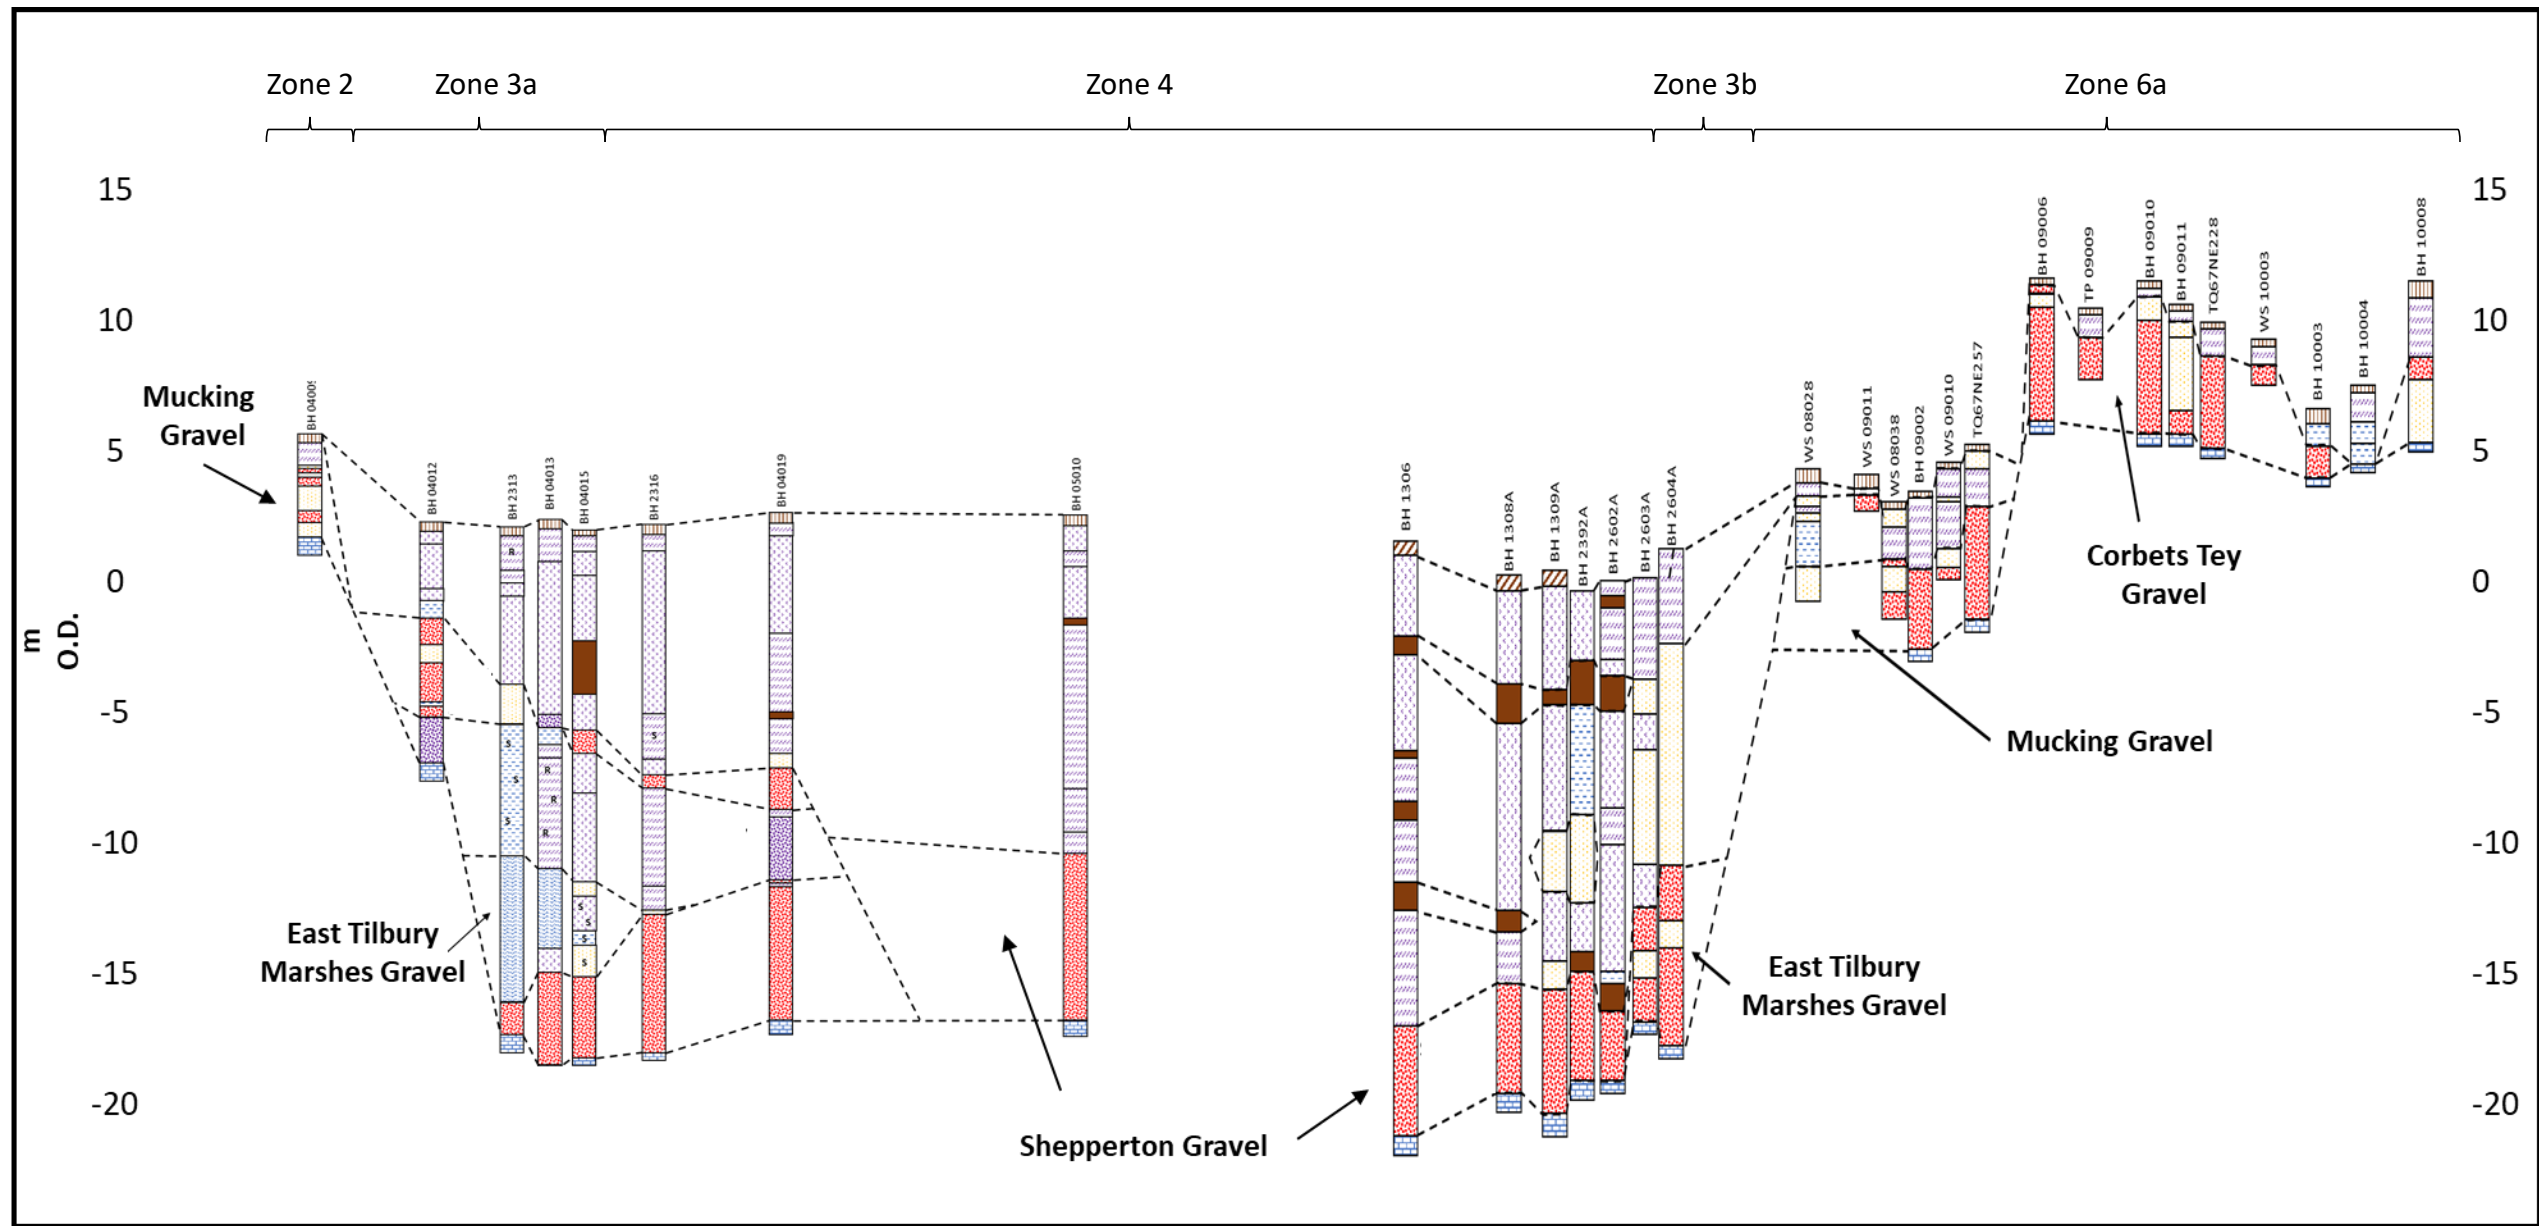 Zone 2
Zone 3a
Zone 4
Zone 3b
Zone 6a
15
10
5
0
-5
-10
-15
-20
m
O.D.
15
10
5
0
-5
-10
-15
-20
Mucking
Gravel
BH 04012
BH 2313
BH 04013
BH 04015
BH 2316
BH 04019
BH 05010
BH 1306
BH 1308A
BH 1309A
BH 2392A
BH 2602A
BH 2603A
BH 2604A
WS 08028
WS 09011
WS 08038
BH 09002
WS 09010
TQ67NE257
BH 09006
TP 09009
BH 09010
BH 09011
TQ67NE228
WS 10003
BH 10003
BH 10004
BH 10008
R
S
S
S
R
R
R
S
S
S
S
S
East Tilbury
Marshes Gravel
Shepperton Gravel
East Tilbury
Marshes Gravel
Mucking Gravel
Corbets Tey
Gravel